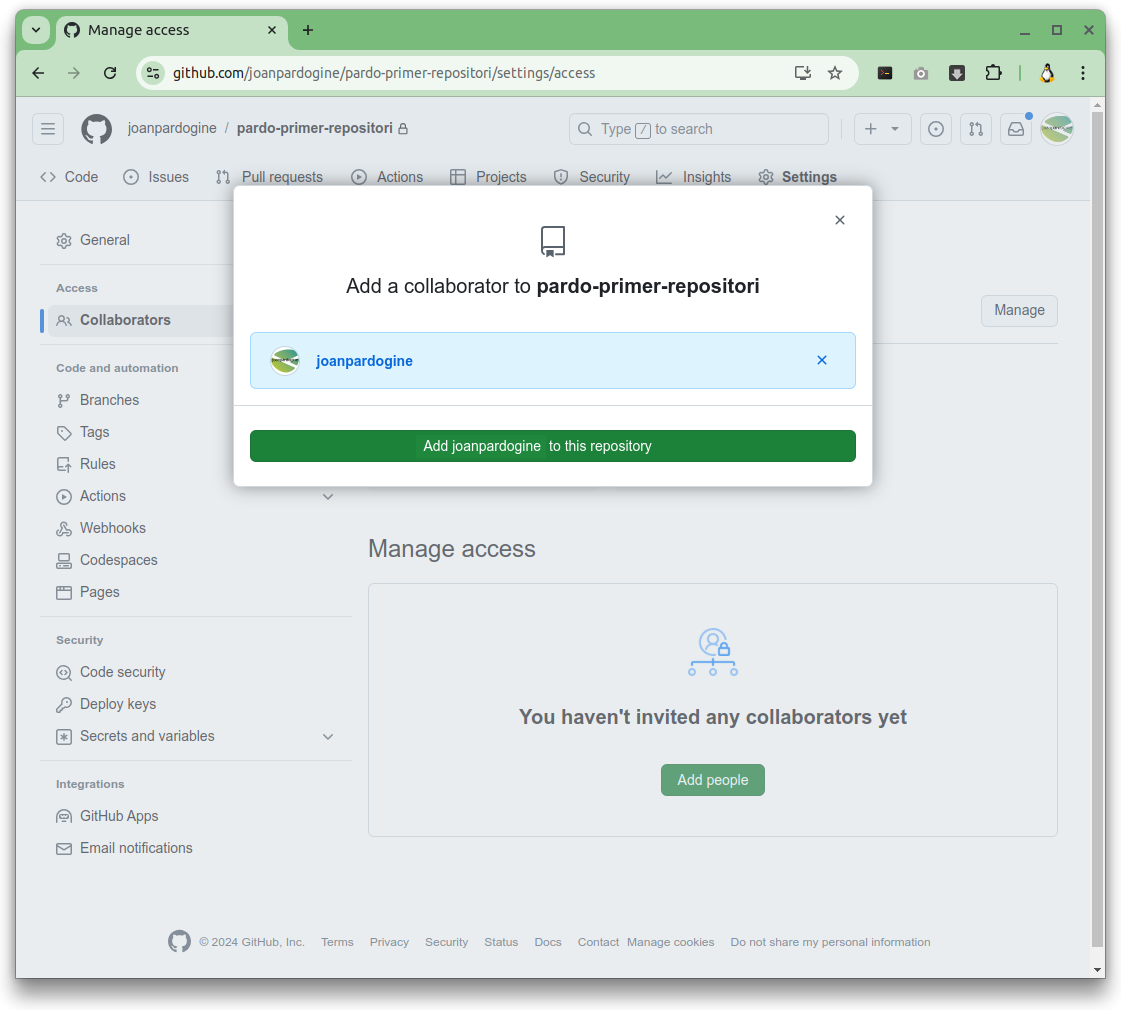 Manage access
github.com/joanpardogine/pardo-primer-repositori/settings/access
joanpardogine / pardo-primer-repositori
Type / to search
Code Issues Pull requests Actions Projects Security Insights Settings
Add a collaborator to pardo-primer-repositori
joanpardogine
Add joanpardogine to this repository
General
Access
Collaborators
Manage
Code and automation
Branches
Tags
Rules
Actions
Webhooks
Codespaces
Pages
Security
Code security
Deploy keys
Secrets and variables
Integrations
GitHub Apps
Email notifications
Manage access
You haven't invited any collaborators yet
Add people
© 2024 GitHub, Inc. Terms Privacy Security Status Docs Contact Manage cookies Do not share my personal information